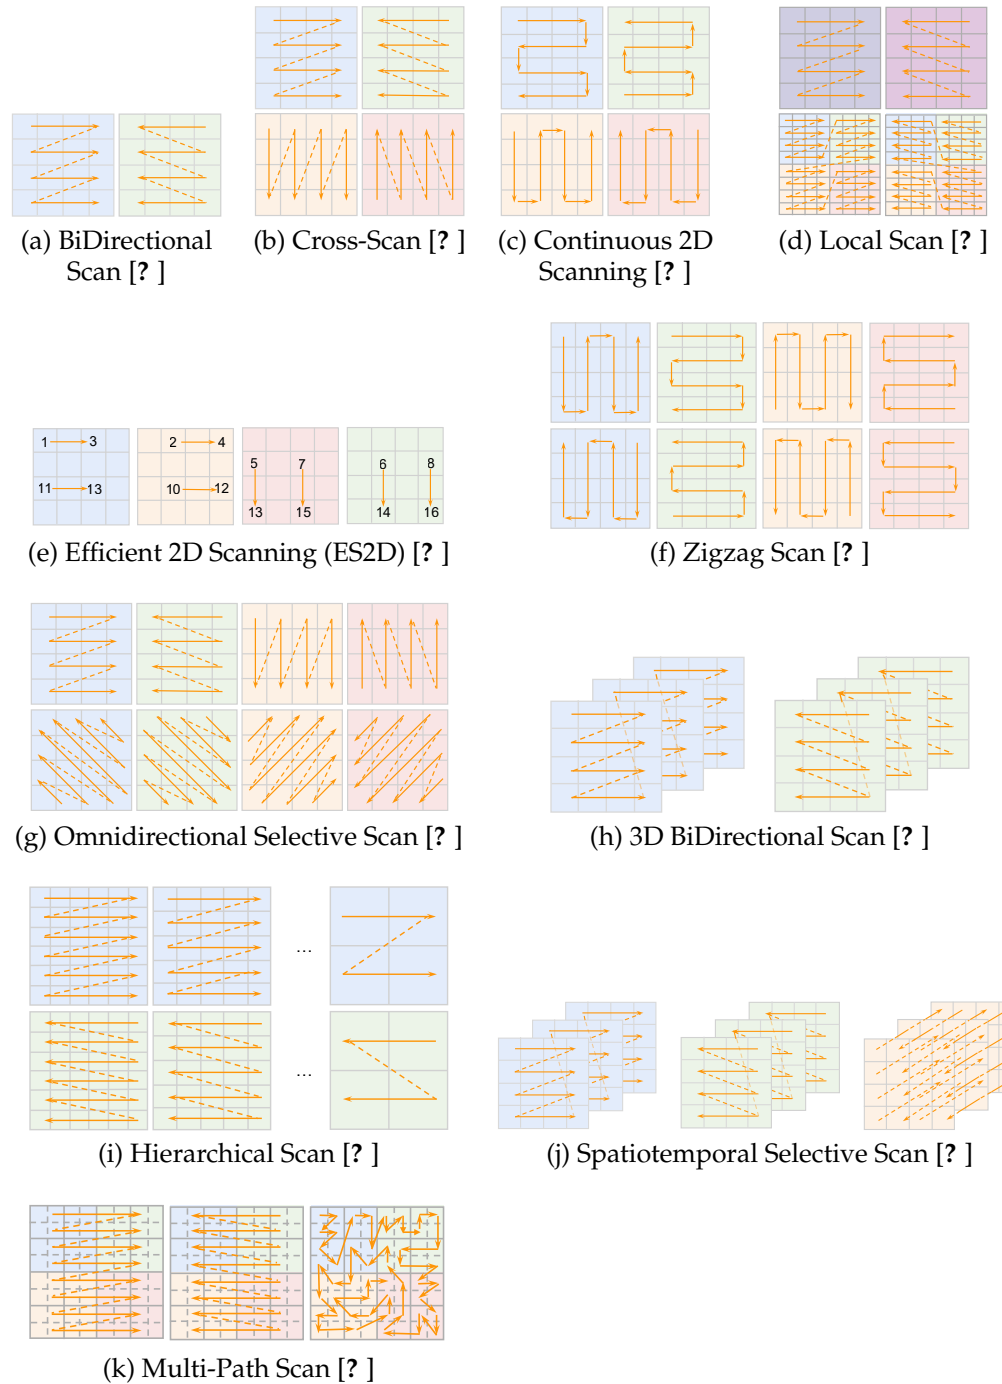 (a) BiDirectional
Scan [? ]
(b) Cross-Scan [? ]
(c) Continuous 2D
Scanning [? ]
(d) Local Scan [? ]
1 3
11 13
2 4
10 12
5 7
13 15
6 8
14 16
(e) Efficient 2D Scanning (ES2D) [? ]
(f) Zigzag Scan [? ]
(g) Omnidirectional Selective Scan [? ]
(h) 3D BiDirectional Scan [? ]
...
...
(i) Hierarchical Scan [? ]
(j) Spatiotemporal Selective Scan [? ]
(k) Multi-Path Scan [? ]